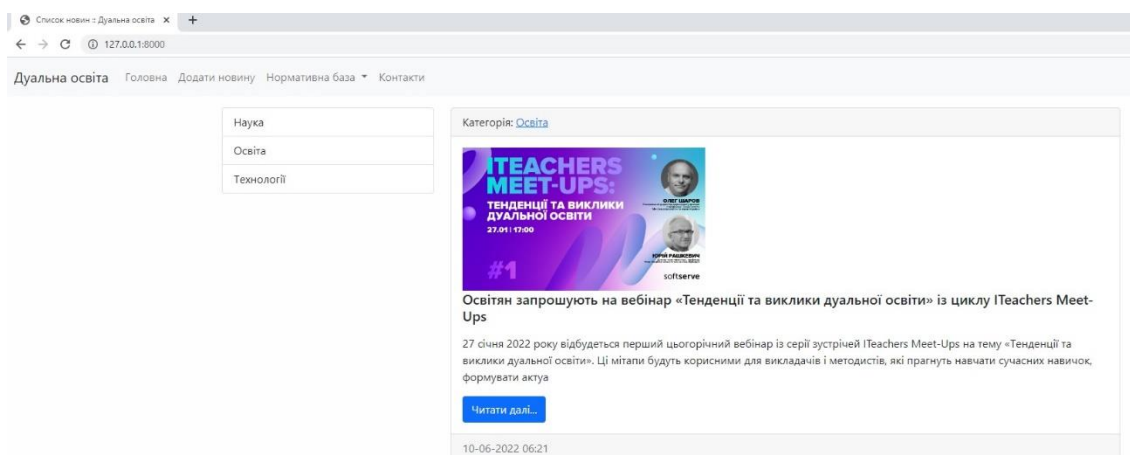 Список новин :: Дуальна освіта
127.0.0.1:8000
Дуальна освіта Головна Додати новину Нормативна база Контакти
Наука
Освіта
Технології
Категорія: Освіта
ITEACHERS
MEET-UPS:
ТЕНДЕНЦІЇ ТА ВИКЛИКИ
ДУАЛЬНОЇ ОСВІТИ
27.01 | 17:00
#1
ОЛЕГ ШАРОВ
ЮРІЙ РАШКЕВИЧ
softserve
Освітян запрошують на вебінар «Тенденції та виклики дуальної освіти» із циклу ITeachers Meet-
Ups
27 січня 2022 року відбудеться перший цьогорічний вебінар із серії зустрічей ITeachers Meet-Ups на тему «Тенденції та
виклики дуальної освіти». Ці мітапи будуть корисними для викладачів і методистів, які прагнуть навчати сучасних навичок,
формувати актуа
Читати далі...
10-06-2022 06:21